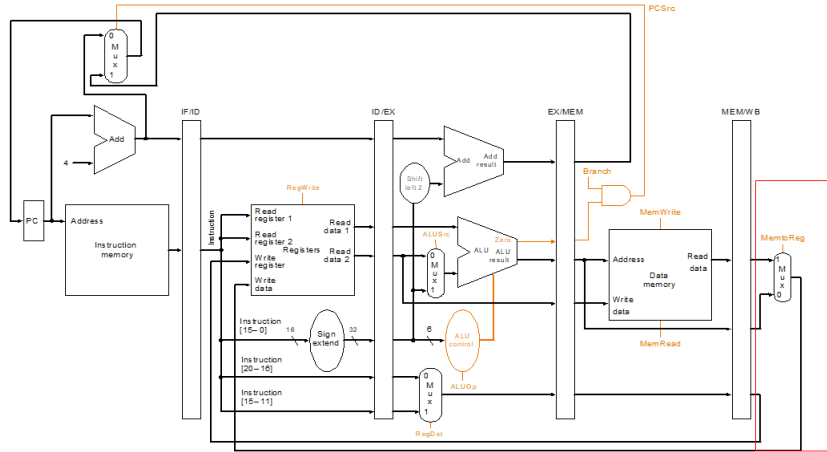 PCSrc
0
M
u
x
1
IF/ID
ID/EX
EX/MEM
MEM/WB
Add
4
Add
Add
result
Shift
left 2
Branch
RegWrite
PC
Address
Instruction
memory
Instruction
Read
register 1
Read
register 2
Write
register
Write
data
Registers
Read
data 1
Read
data 2
ALUSrc
0
M
u
x
1
Zero
ALU
ALU
result
MemWrite
Address
Read
data
Data
memory
Write
data
MemRead
MemtoReg
1
M
u
x
0
Instruction
[15–0]
16
Sign
extend
32
6
ALU
control
ALUOp
Instruction
[20–16]
Instruction
[15–11]
0
M
u
x
1
RegDst